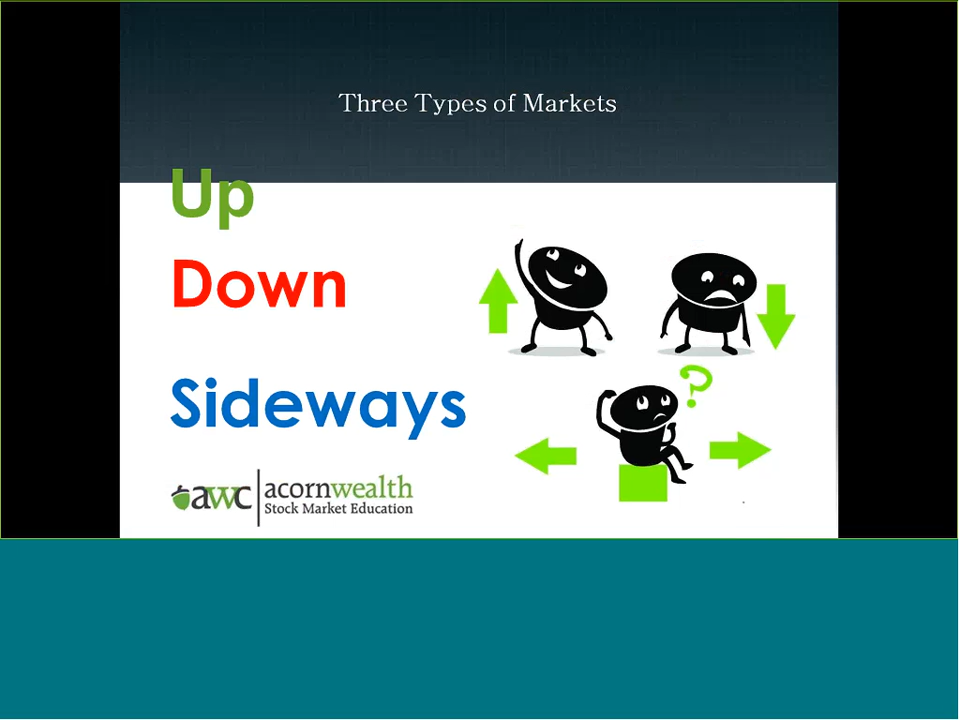 Three Types of Markets
Up
Down
Sideways
?
awc
acornwealth
Stock Market Education